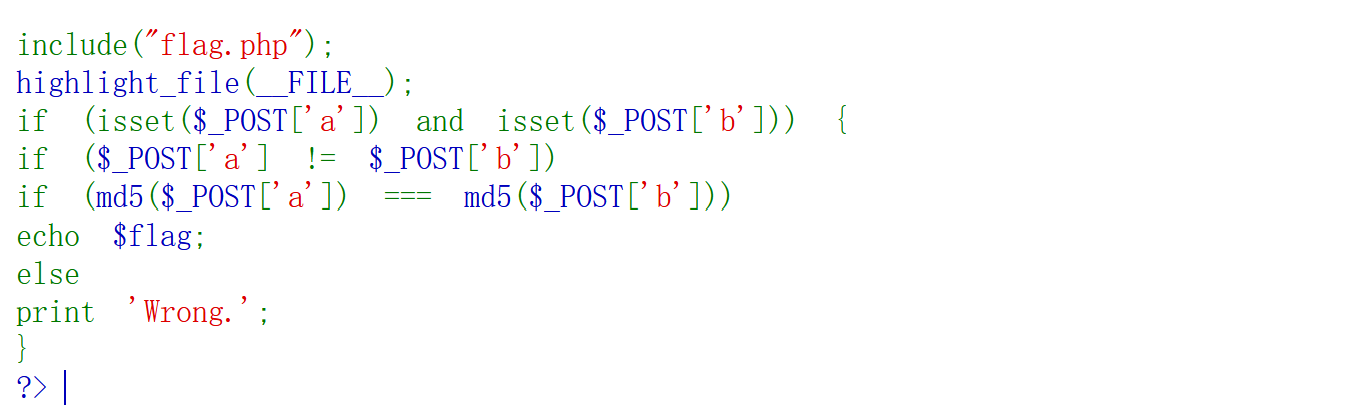 include("flag.php");
highlight_file(__FILE__);
if (isset($_POST['a']) and isset($_POST['b'])) {
if ($_POST['a'] != $_POST['b'])
if (md5($_POST['a']) === md5($_POST['b']))
echo $flag;
else
print 'Wrong.';
}
?>